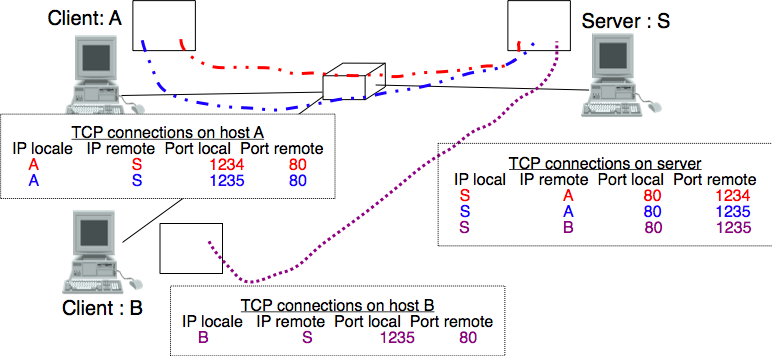 Client: A
Server : S
TCP connections on host A
IP locale IP remote Port local Port remote
A S 1234 80
A S 1235 80
TCP connections on server
IP local IP remote Port local Port remote
S A 80 1234
S A 80 1235
S B 80 1235
Client : B
TCP connections on host B
IP locale IP remote Port local Port remote
B S 1235 80